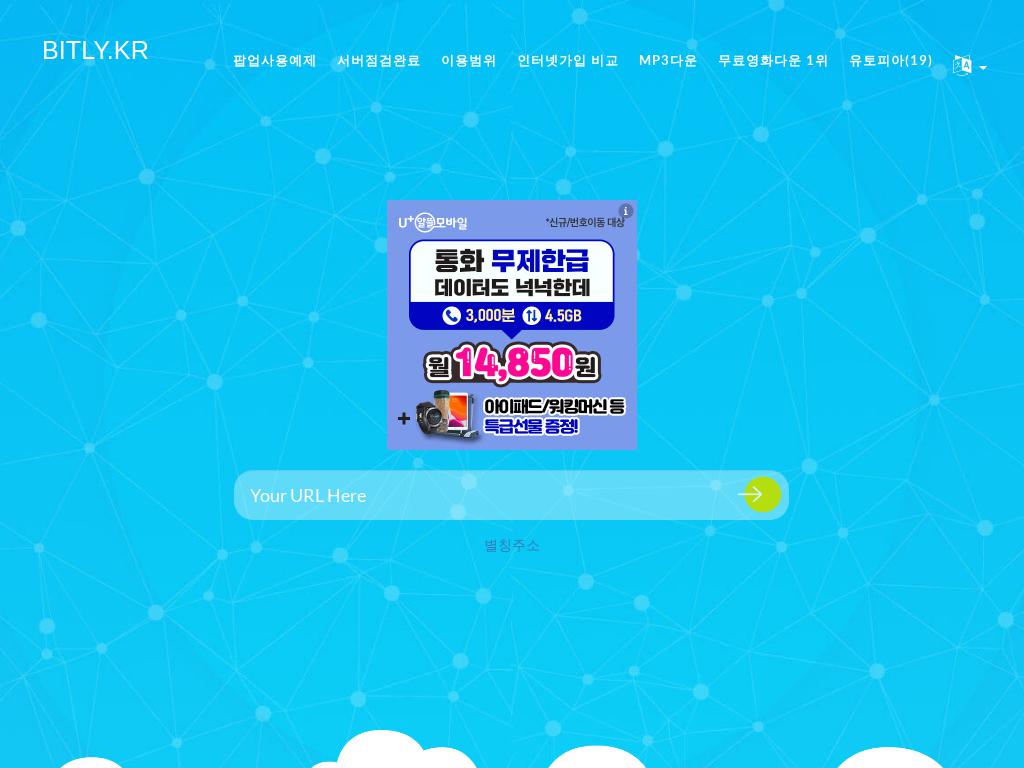 BITLY.KR
팝업사용예제 서버점검완료 이용범위 인터넷가입 비교 MP3다운 무료영화다운 1위 유토피아(19)
U+알뜰모바일
*신규/번호이동 대상
통화 무제한급
데이터도 넉넉한데
3,000분 4.5GB
월 14,850원
+ 아이패드/워킹머신 등
특급선물 증정!
Your URL Here
별칭주소